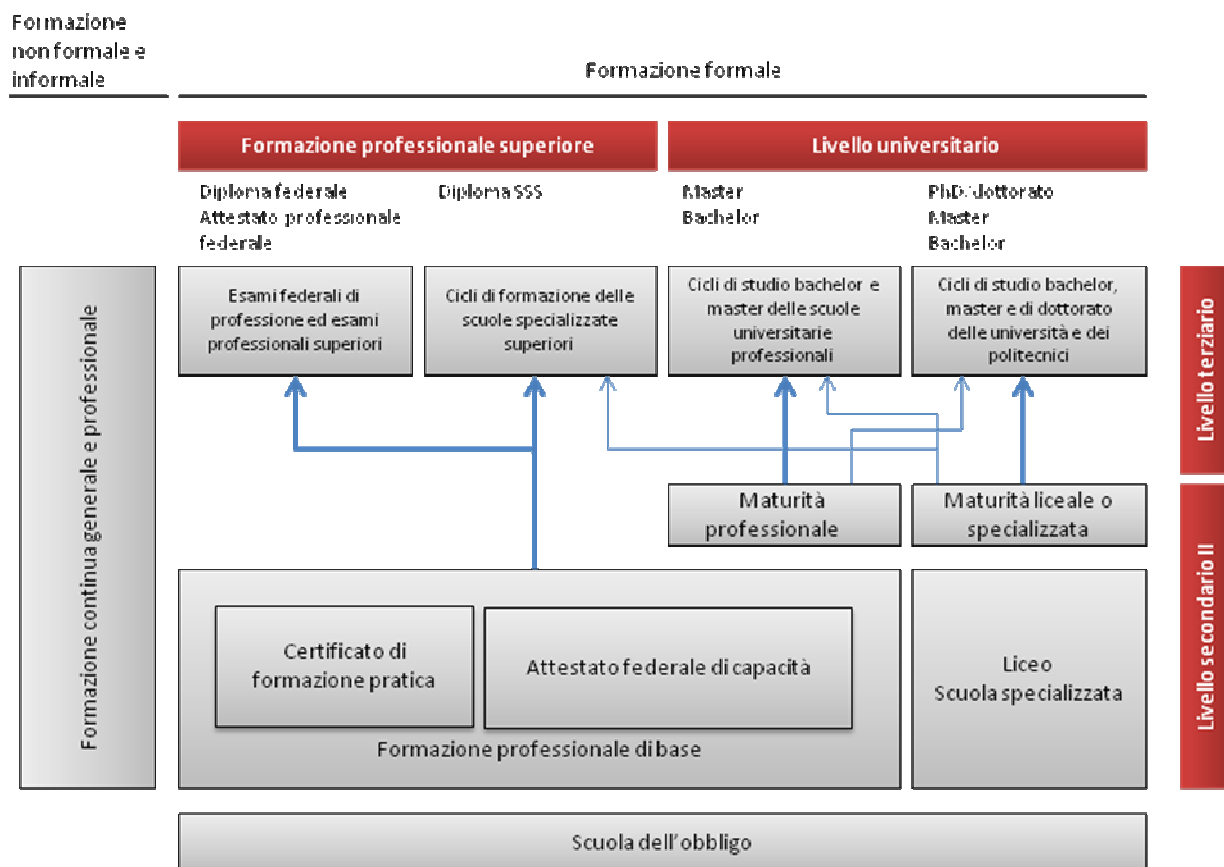 Formazione
non formale e
informale
Formazione formale
Formazione professionale superiore
Livello universitario
Diploma federale
Attestato professionale
federale
Diploma SSS
Master
Bachelor
PhD/dottorato
Master
Bachelor
Esami federali di
professione ed esami
professionali superiori
Cicli di formazione delle
scuole specializzate
superiori
Cicli di studio bachelor e
master delle scuole
universitarie
professionali
Cicli di studio bachelor,
master e di dottorato
delle università e dei
politecnici
Livello terziario
Formazione continua generale e professionale
Maturità
professionale
Maturità liceale o
specializzata
Livello secondario II
Certificato di
formazione pratica
Attestato federale di capacità
Formazione professionale di base
Liceo
Scuola specializzata
Scuola dell'obbligo